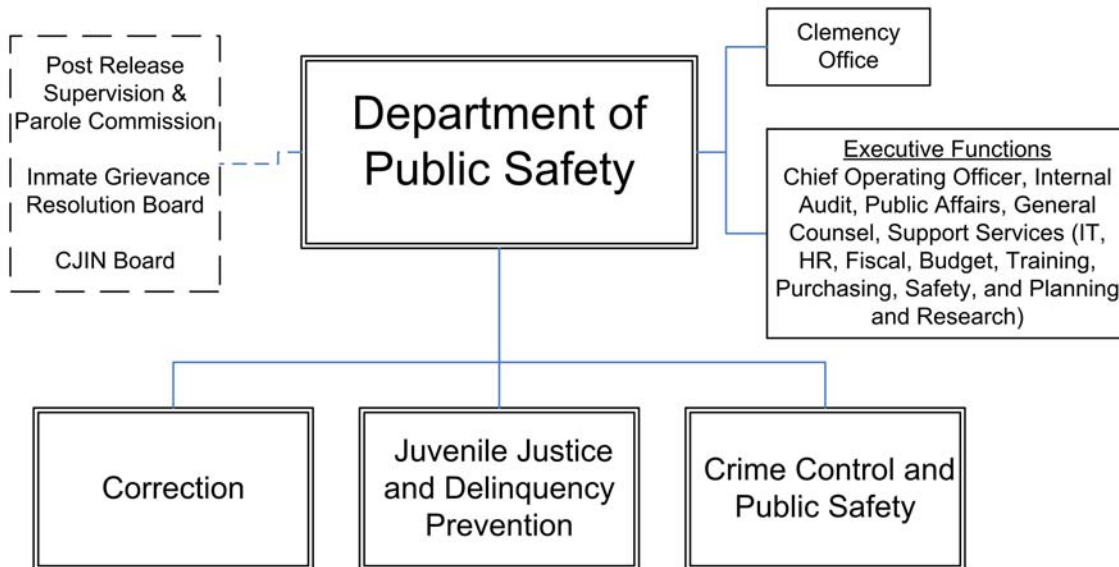 Post Release
Supervision &
Parole Commission
Inmate Grievance
Resolution Board
CJIN Board
Department of
Public Safety
Clemency
Office
Executive Functions
Chief Operating Officer, Internal
Audit, Public Affairs, General
Counsel, Support Services (IT,
HR, Fiscal, Budget, Training,
Purchasing, Safety, and Planning
and Research)
Correction
Juvenile Justice
and Delinquency
Prevention
Crime Control and
Public Safety